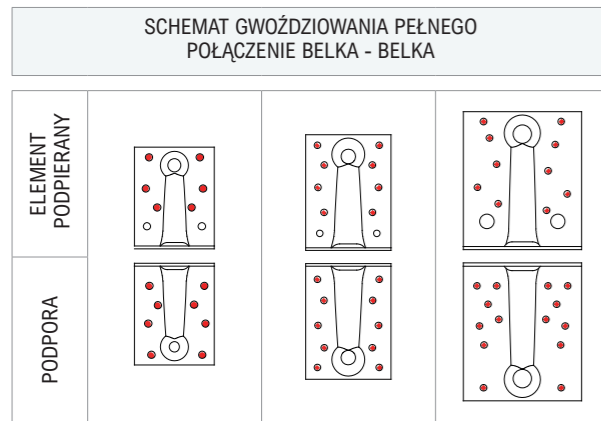 SCHEMAT GWOŹDZIOWANIA PEŁNEGO
POŁĄCZENIE BELKA - BELKA
ELEMENT
PODPIERANY
PODPORA